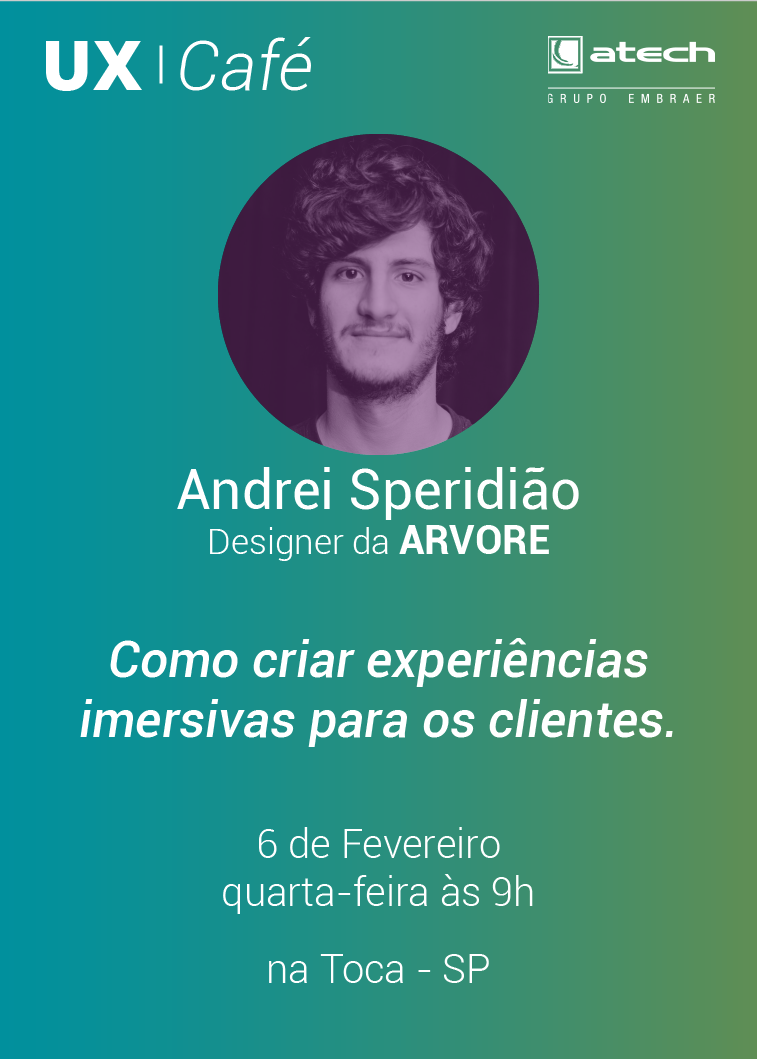 UX | Café
atech
GRUPO EMBRAER
Andrei Speridião
Designer da ARVORE
Como criar experiências
imersivas para os clientes.
6 de Fevereiro
quarta-feira às 9h
na Toca - SP